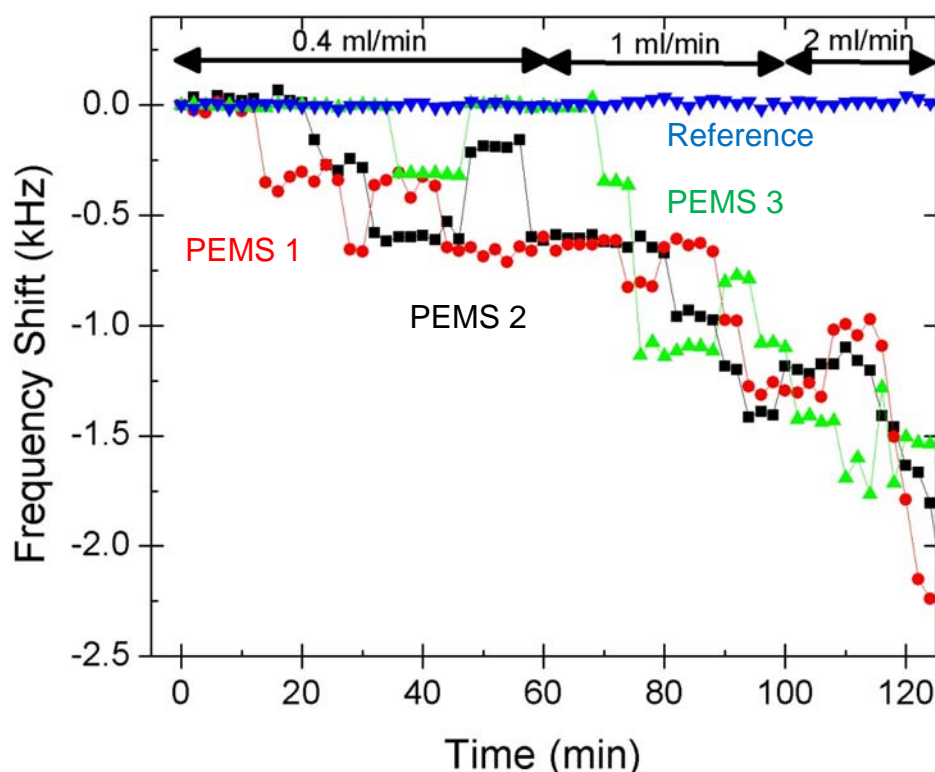 0.4 ml/min
1 ml/min
2 ml/min
0.0
-0.5
-1.0
-1.5
-2.0
-2.5
Frequency Shift (kHz)
Reference
PEMS 3
PEMS 1
PEMS 2
0
20
40
60
80
100
120
Time (min)